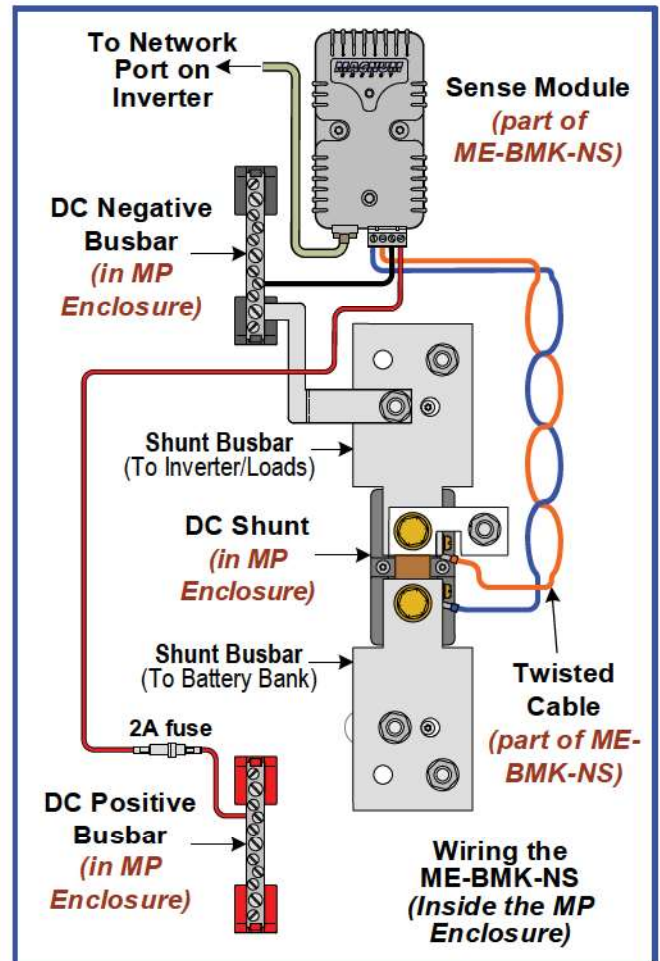 To Network
Port on
Inverter
MAGNUM
ENERGY
Sense Module
(part of
ME-BMK-NS)
DC Negative
Busbar
(in MP
Enclosure)
Shunt Busbar
(To Inverter/Loads)
DC Shunt
(in MP
Enclosure)
Shunt Busbar
(To Battery Bank)
Twisted
Cable
(part of ME-
BMK-NS)
2A fuse
DC Positive
Busbar
(in MP
Enclosure)
Wiring the
ME-BMK-NS
(Inside the MP
Enclosure)